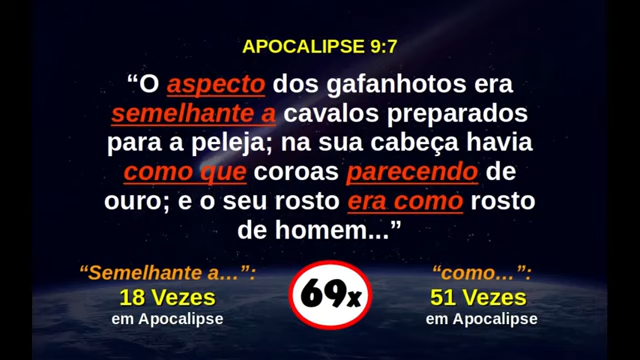 APOCALIPSE 9:7
“O aspecto dos gafanhotos era
semelhante a cavalos preparados
para a peleja; na sua cabeça havia
como que coroas parecendo de
ouro; e o seu rosto era como rosto
de homem...”
“Semelhante a…”:
18 Vezes
em Apocalipse
69x
“como…”:
51 Vezes
em Apocalipse